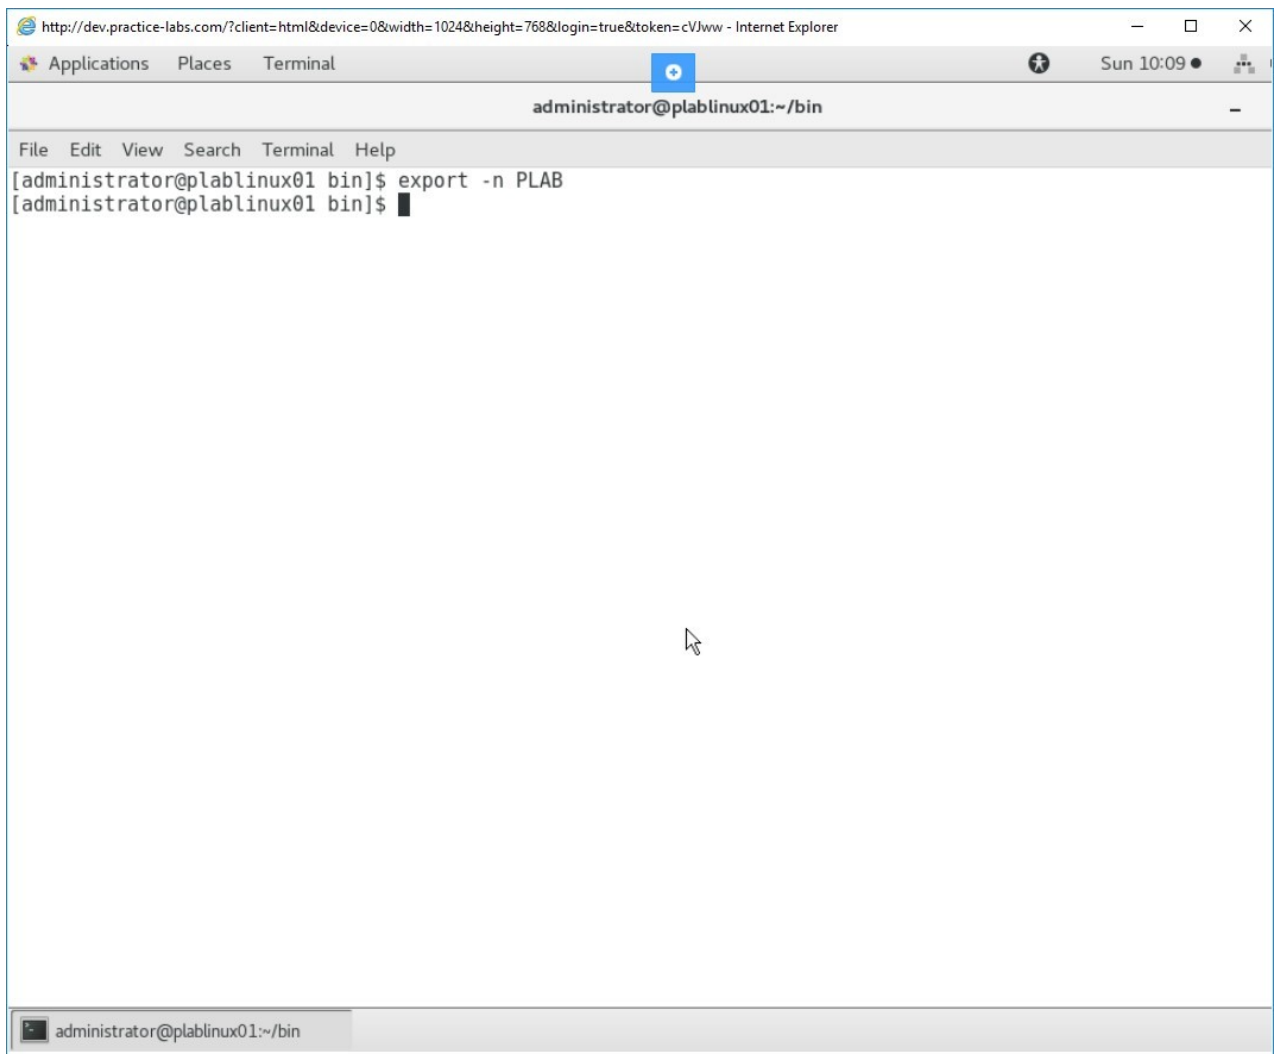 http://dev.practice-labs.com/?client=html&device=0&width=1024&height=768&login=true&token=cVJww - Internet Explorer
Applications Places Terminal Sun 10:09
administrator@plablinux01:~/bin
File Edit View Search Terminal Help
[administrator@plablinux01 bin]$ export -n PLAB
[administrator@plablinux01 bin]$
administrator@plablinux01:~/bin